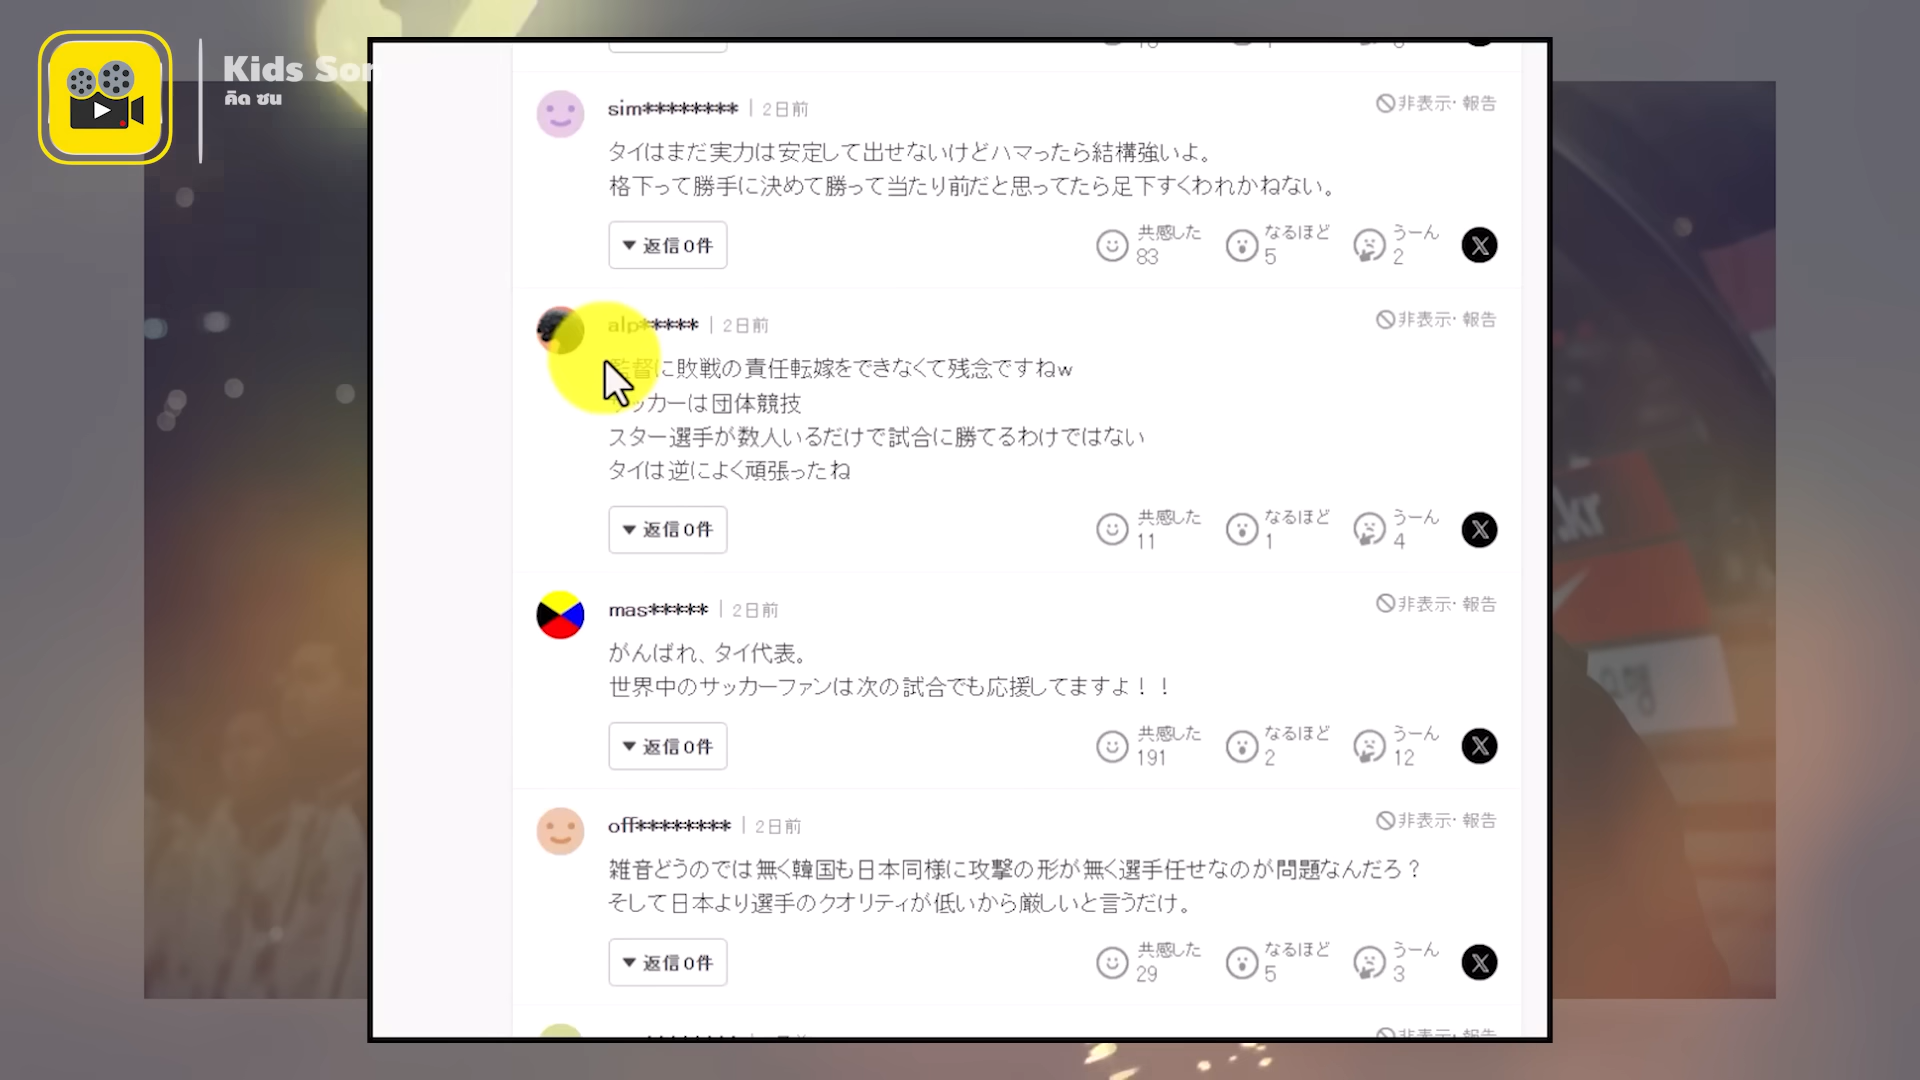 Kids Son
คิด ซน
sim********* 2日前
非表示・報告
タイはまだ実力は安定して出せないけどハマったら結構強いよ。
格下って勝手に決めて勝って当たり前だと思ってたら足下すくわれかねない。
返信0件
共感した 83
なるほど 5
うーん 2
alp***** 2日前
非表示・報告
監督に敗戦の責任転嫁をできなくて残念ですねw
サッカーは団体競技
スター選手が数人いるだけで試合に勝てるわけではない
タイは逆によく頑張ったね
返信0件
共感した 11
なるほど 1
うーん 4
mas***** 2日前
非表示・報告
がんばれ、タイ代表。
世界中のサッカーファンは次の試合でも応援してますよ！！
返信0件
共感した 191
なるほど 2
うーん 12
off******** 2日前
非表示・報告
雑音どうのでは無く韓国も日本同様に攻撃の形が無く選手任せなのが問題なんだろ？
そして日本より選手のクオリティが低いから厳しいと言うだけ。
返信0件
共感した 29
なるほど 5
うーん 3
非表示・報告